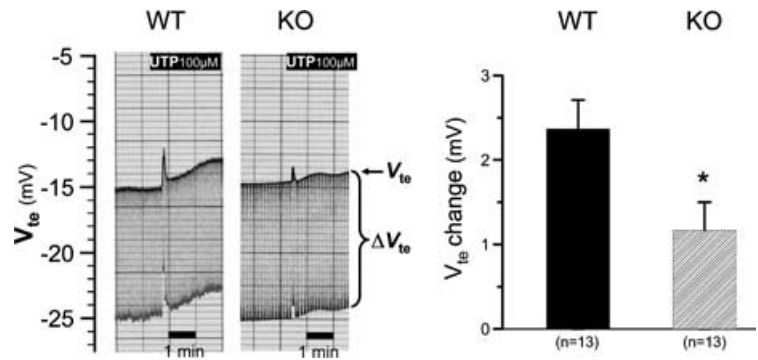 WT KO
UTP100µM UTP100µM
-5
-10
-15
-20
-25
Vte (mV)
Vte
ΔVte
1 min 1 min
WT KO
3
2
1
0
Vte change (mV)
*
(n=13) (n=13)